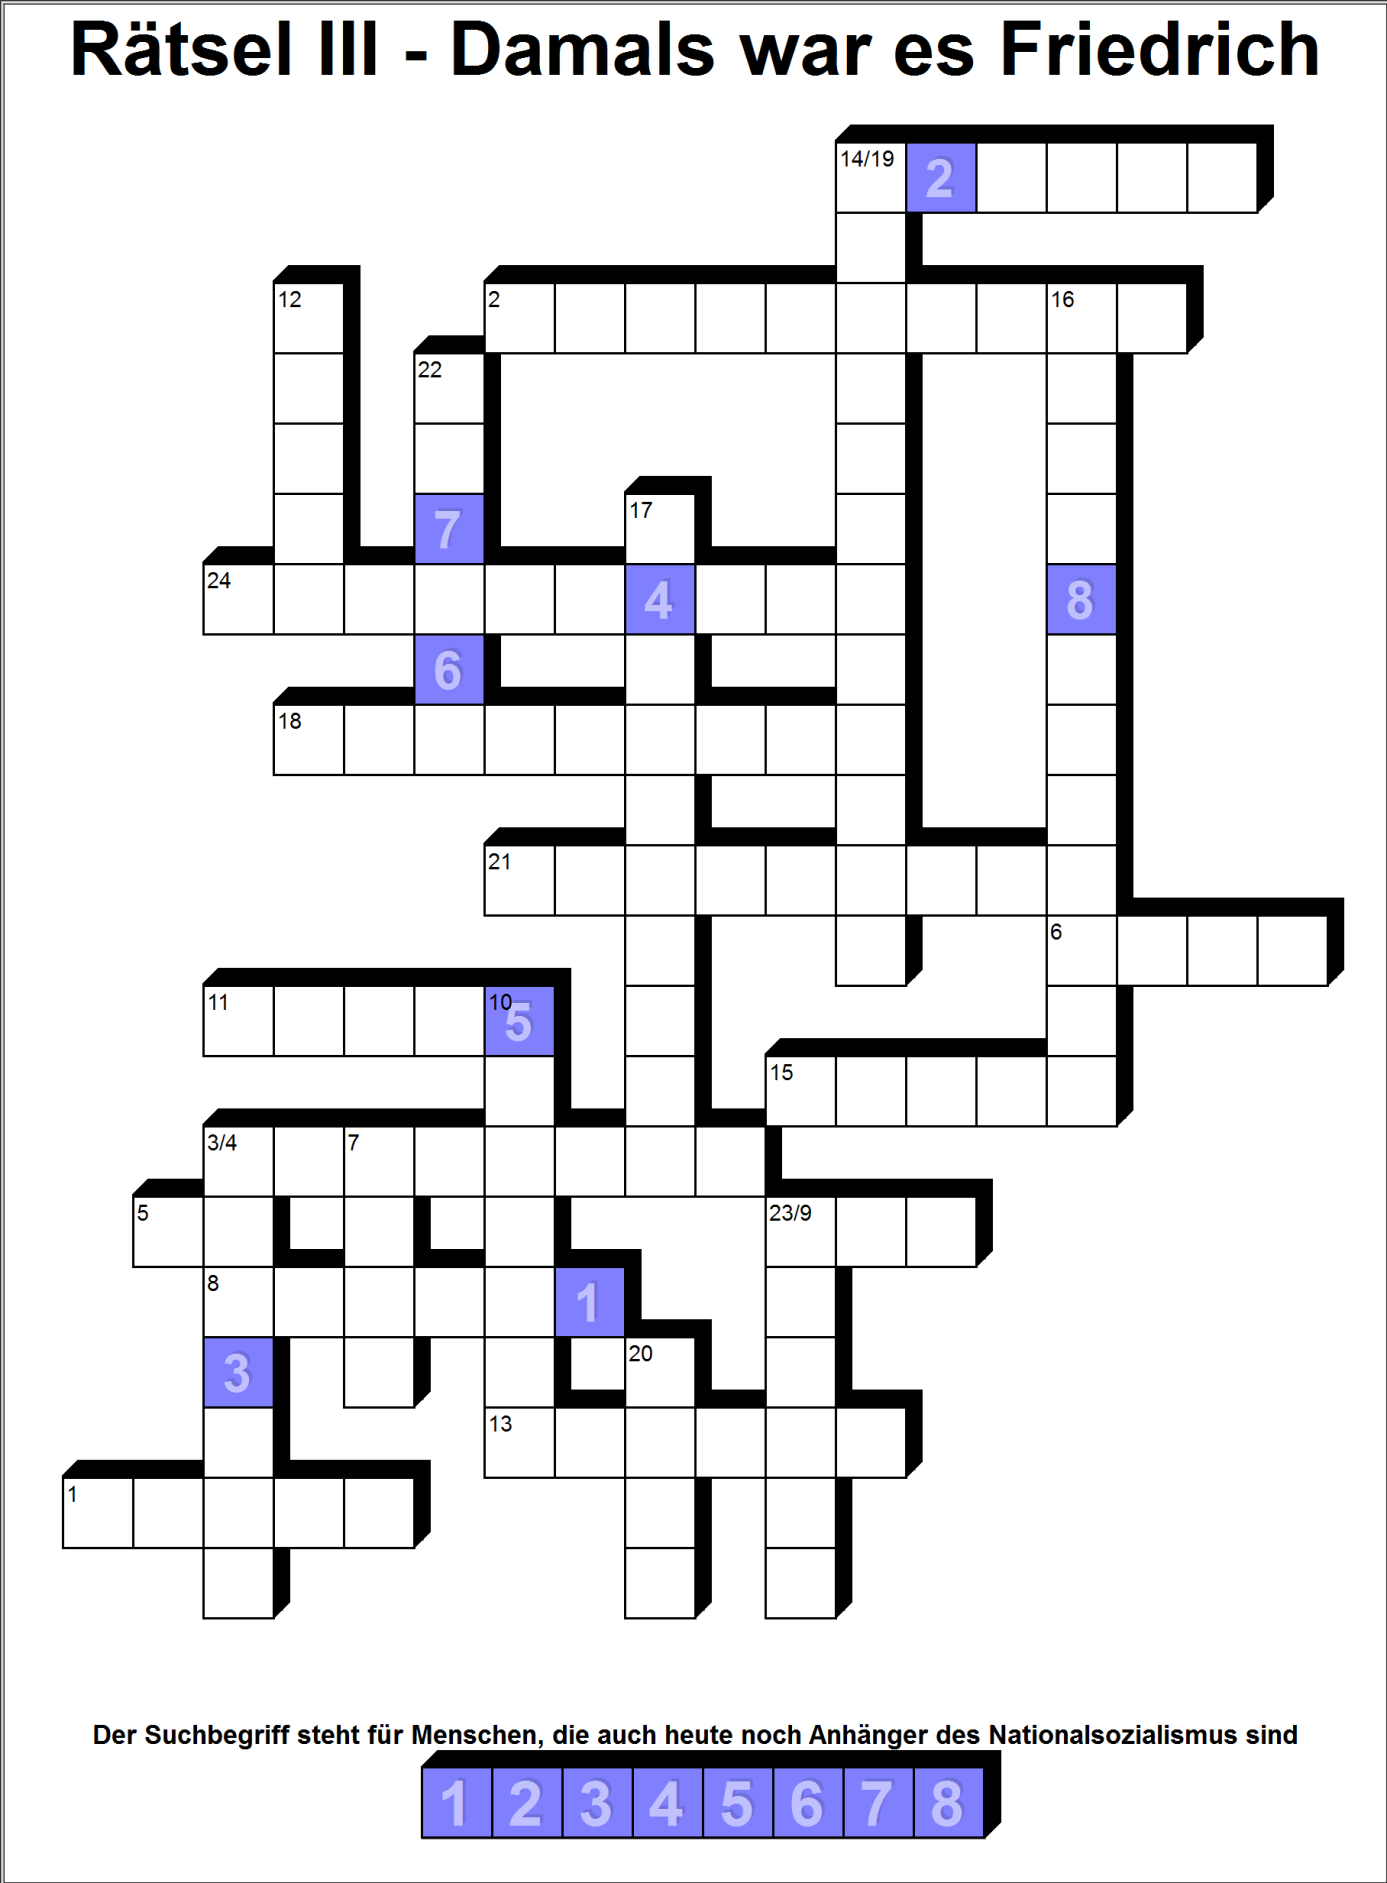 Rätsel III - Damals war es Friedrich
14/19 2
12 2 16
22
7 17
24 4 8
6
18
21
6
11 10 5
15
3/4 7
5 23/9
8 1
3 20
13
1
Der Suchbegriff steht für Menschen, die auch heute noch Anhänger des Nationalsozialismus sind
1 2 3 4 5 6 7 8